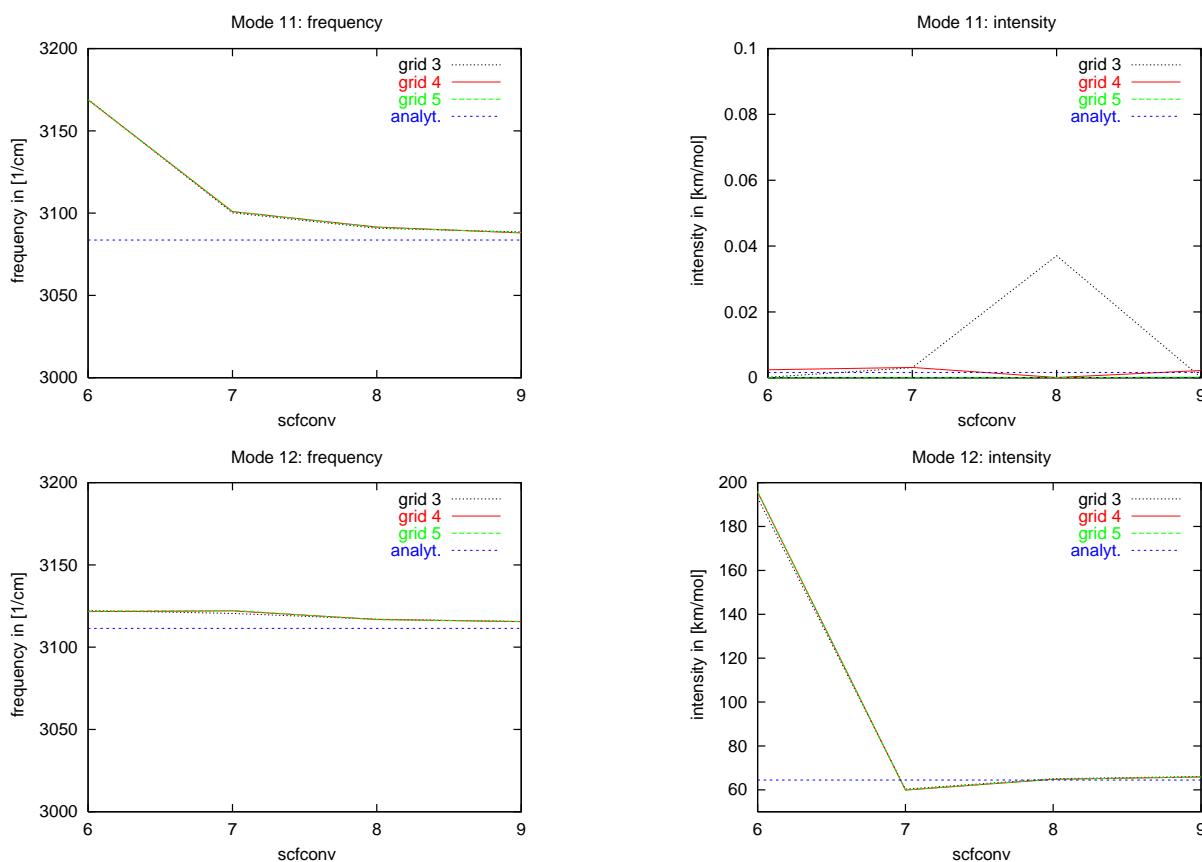 Mode 11: frequency
frequency in [1/cm]
3200
3150
3100
3050
3000
6
7
8
9
scfconv
grid 3
grid 4
grid 5
analyt.
Mode 11: intensity
intensity in [km/mol]
0.1
0.08
0.06
0.04
0.02
0
6
7
8
9
scfconv
grid 3
grid 4
grid 5
analyt.
Mode 12: frequency
frequency in [1/cm]
3200
3150
3100
3050
3000
6
7
8
9
scfconv
grid 3
grid 4
grid 5
analyt.
Mode 12: intensity
intensity in [km/mol]
200
180
160
140
120
100
80
60
6
7
8
9
scfconv
grid 3
grid 4
grid 5
analyt.